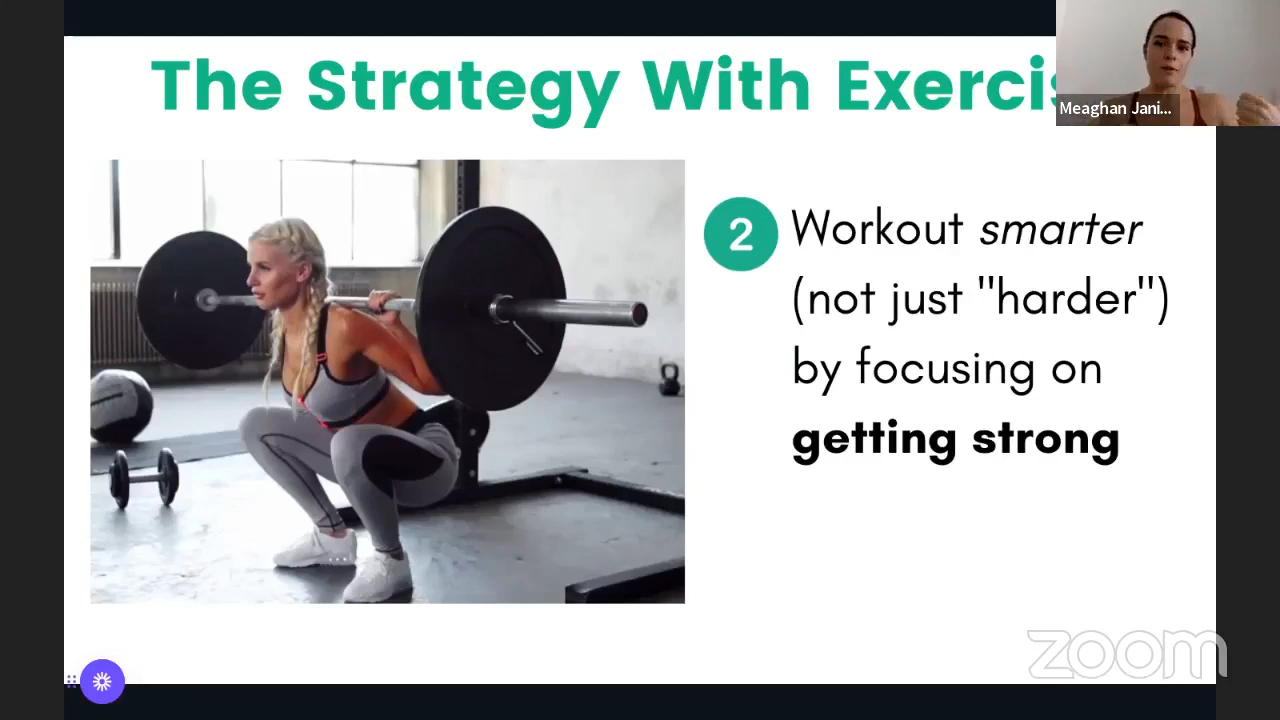 The Strategy With Exercis
Meaghan Jani...
2
Workout smarter
(not just "harder")
by focusing on
getting strong
zoom